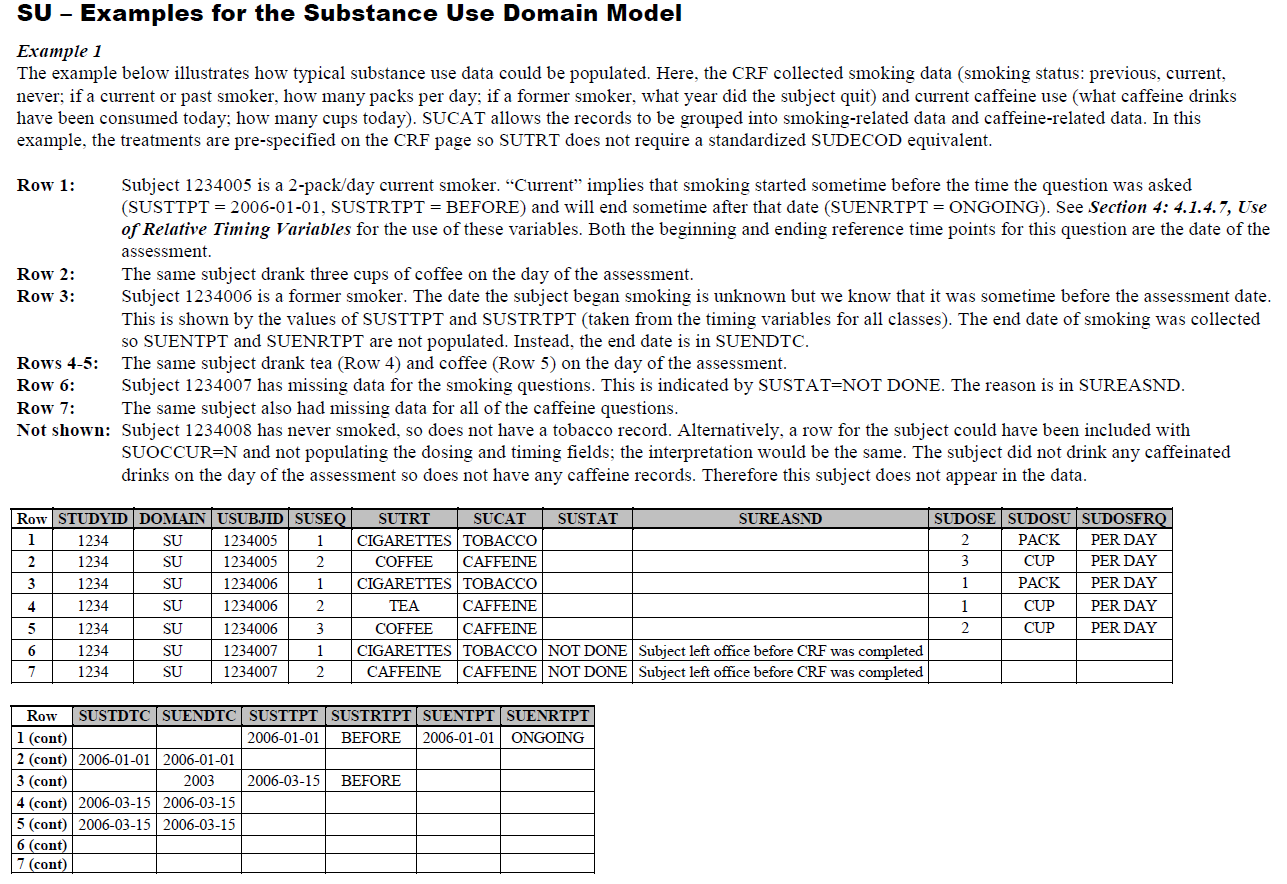 SU – Examples for the Substance Use Domain Model
Example 1
The example below illustrates how typical substance use data could be populated. Here, the CRF collected smoking data (smoking status: previous, current,
never; if a current or past smoker, how many packs per day; if a former smoker, what year did the subject quit) and current caffeine use (what caffeine drinks
have been consumed today; how many cups today). SUCAT allows the records to be grouped into smoking-related data and caffeine-related data. In this
example, the treatments are pre-specified on the CRF page so SUTRT does not require a standardized SUDECOD equivalent.
Row 1: Subject 1234005 is a 2-pack/day current smoker. “Current” implies that smoking started sometime before the time the question was asked
(SUSTTPT = 2006-01-01, SUSTRTPT = BEFORE) and will end sometime after that date (SUENRTPT = ONGOING). See Section 4: 4.1.4.7, Use
of Relative Timing Variables for the use of these variables. Both the beginning and ending reference time points for this question are the date of the
assessment.
Row 2: The same subject drank three cups of coffee on the day of the assessment.
Row 3: Subject 1234006 is a former smoker. The date the subject began smoking is unknown but we know that it was sometime before the assessment date.
This is shown by the values of SUSTTPT and SUSTRTPT (taken from the timing variables for all classes). The end date of smoking was collected
so SUENTPT and SUENRTPT are not populated. Instead, the end date is in SUENDTC.
Rows 4-5: The same subject drank tea (Row 4) and coffee (Row 5) on the day of the assessment.
Row 6: Subject 1234007 has missing data for the smoking questions. This is indicated by SUSTAT=NOT DONE. The reason is in SUREASND.
Row 7: The same subject also had missing data for all of the caffeine questions.
Not shown: Subject 1234008 has never smoked, so does not have a tobacco record. Alternatively, a row for the subject could have been included with
SUOCCUR=N and not populating the dosing and timing fields; the interpretation would be the same. The subject did not drink any caffeinated
drinks on the day of the assessment so does not have any caffeine records. Therefore this subject does not appear in the data.
Row STUDYID DOMAIN USUBJID SUSEQ SUTRT SUCAT SUSTAT SUREASND SUDOSE SUDOSU SUDOSFRQ
1 1234 SU 1234005 1 CIGARETTES TOBACCO 2 PACK PER DAY
2 1234 SU 1234005 2 COFFEE CAFFEINE 3 CUP PER DAY
3 1234 SU 1234006 1 CIGARETTES TOBACCO 1 PACK PER DAY
4 1234 SU 1234006 2 TEA CAFFEINE 1 CUP PER DAY
5 1234 SU 1234006 3 COFFEE CAFFEINE 2 CUP PER DAY
6 1234 SU 1234007 1 CIGARETTES TOBACCO NOT DONE Subject left office before CRF was completed
7 1234 SU 1234007 2 CAFFEINE CAFFEINE NOT DONE Subject left office before CRF was completed
Row SUSTDTC SUENDTC SUSTTPT SUSTRTPT SUENTPT SUENRTPT
1 (cont) 2006-01-01 BEFORE 2006-01-01 ONGOING
2 (cont) 2006-01-01 2006-01-01
3 (cont) 2003 2006-03-15 BEFORE
4 (cont) 2006-03-15 2006-03-15
5 (cont) 2006-03-15 2006-03-15
6 (cont)
7 (cont)